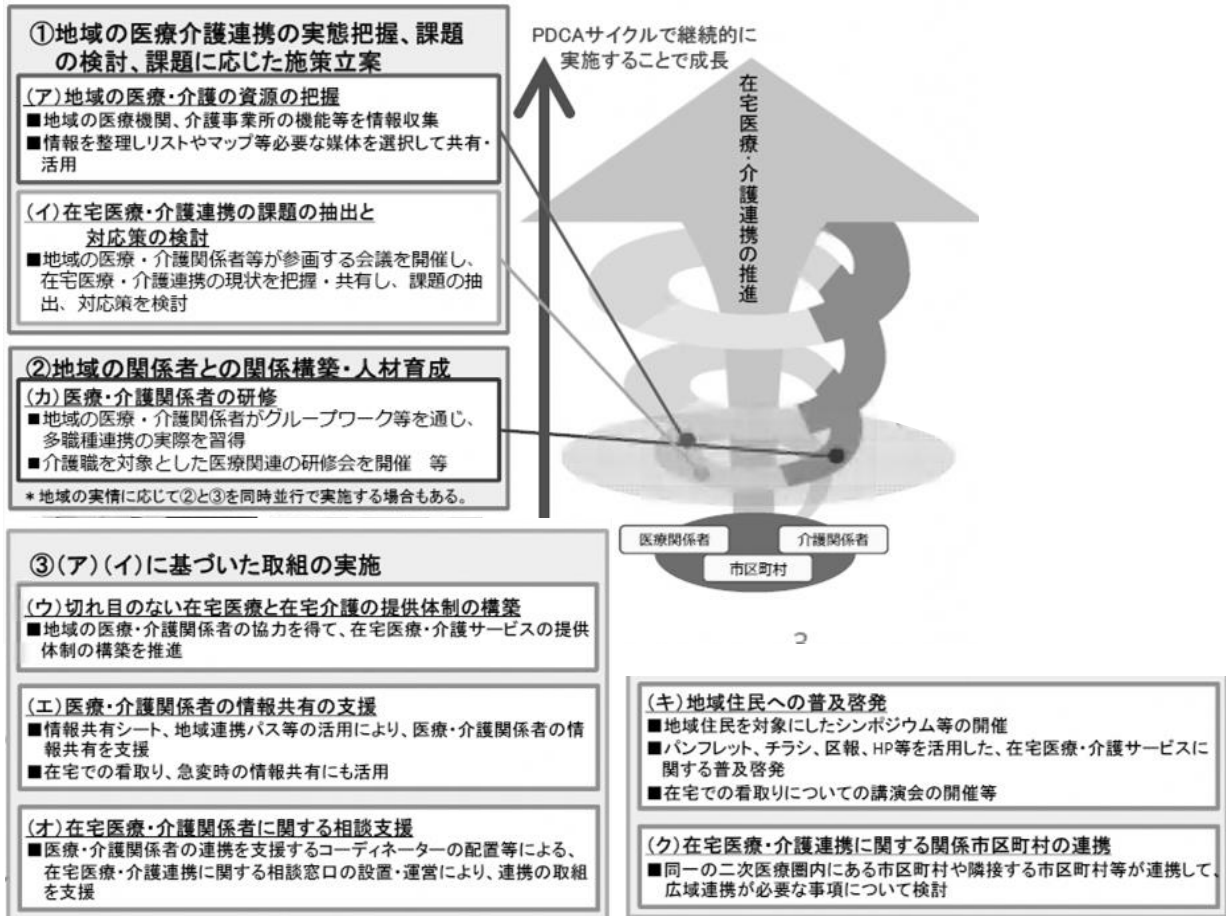 ①地域の医療介護連携の実態把握、課題
の検討、課題に応じた施策立案
(ア)地域の医療・介護の資源の把握
■地域の医療機関、介護事業所の機能等を情報収集
■情報を整理しリストやマップ等必要な媒体を選択して共有・
活用
(イ)在宅医療・介護連携の課題の抽出と
対応策の検討
■地域の医療・介護関係者等が参画する会議を開催し、
在宅医療・介護連携の現状を把握・共有し、課題の抽
出、対応策を検討
②地域の関係者との関係構築・人材育成
(カ)医療・介護関係者の研修
■地域の医療・介護関係者がグループワーク等を通じ、
多職種連携の実際を習得
■介護職を対象とした医療関連の研修会を開催 等
*地域の実情に応じて②と③を同時並行で実施する場合もある。
PDCAサイクルで継続的に
実施することで成長
在宅医療・介護連携の推進
医療関係者
介護関係者
市区町村
③(ア)(イ)に基づいた取組の実施
(ウ)切れ目のない在宅医療と在宅介護の提供体制の構築
■地域の医療・介護関係者の協力を得て、在宅医療・介護サービスの提供
体制の構築を推進
(エ)医療・介護関係者の情報共有の支援
■情報共有シート、地域連携パス等の活用により、医療・介護関係者の情
報共有を支援
■在宅での看取り、急変時の情報共有にも活用
(オ)在宅医療・介護関係者に関する相談支援
■医療・介護関係者の連携を支援するコーディネーターの配置等による、
在宅医療・介護連携に関する相談窓口の設置・運営により、連携の取組
を支援
(キ)地域住民への普及啓発
■地域住民を対象にしたシンポジウム等の開催
■パンフレット、チラシ、区報、HP等を活用した、在宅医療・介護サービスに
関する普及啓発
■在宅での看取りについての講演会の開催等
(ク)在宅医療・介護連携に関する関係市区町村の連携
■同一の二次医療圏内にある市区町村や隣接する市区町村等が連携して、
広域連携が必要な事項について検討